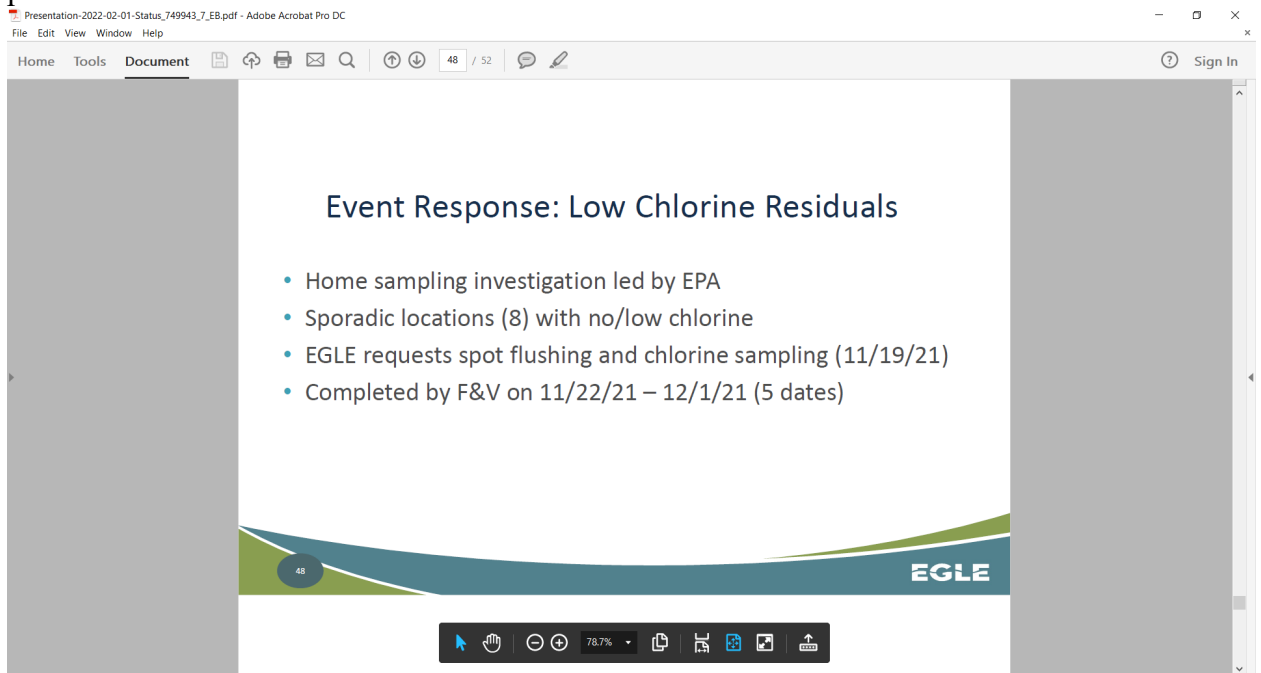 Presentation-2022-02-01-Status_749943_7_EB.pdf - Adobe Acrobat Pro DC
File Edit View Window Help
Home Tools Document 48 / 52 Sign In
Event Response: Low Chlorine Residuals
• Home sampling investigation led by EPA
• Sporadic locations (8) with no/low chlorine
• EGLE requests spot flushing and chlorine sampling (11/19/21)
• Completed by F&V on 11/22/21 – 12/1/21 (5 dates)
48
EGLE
78.7%